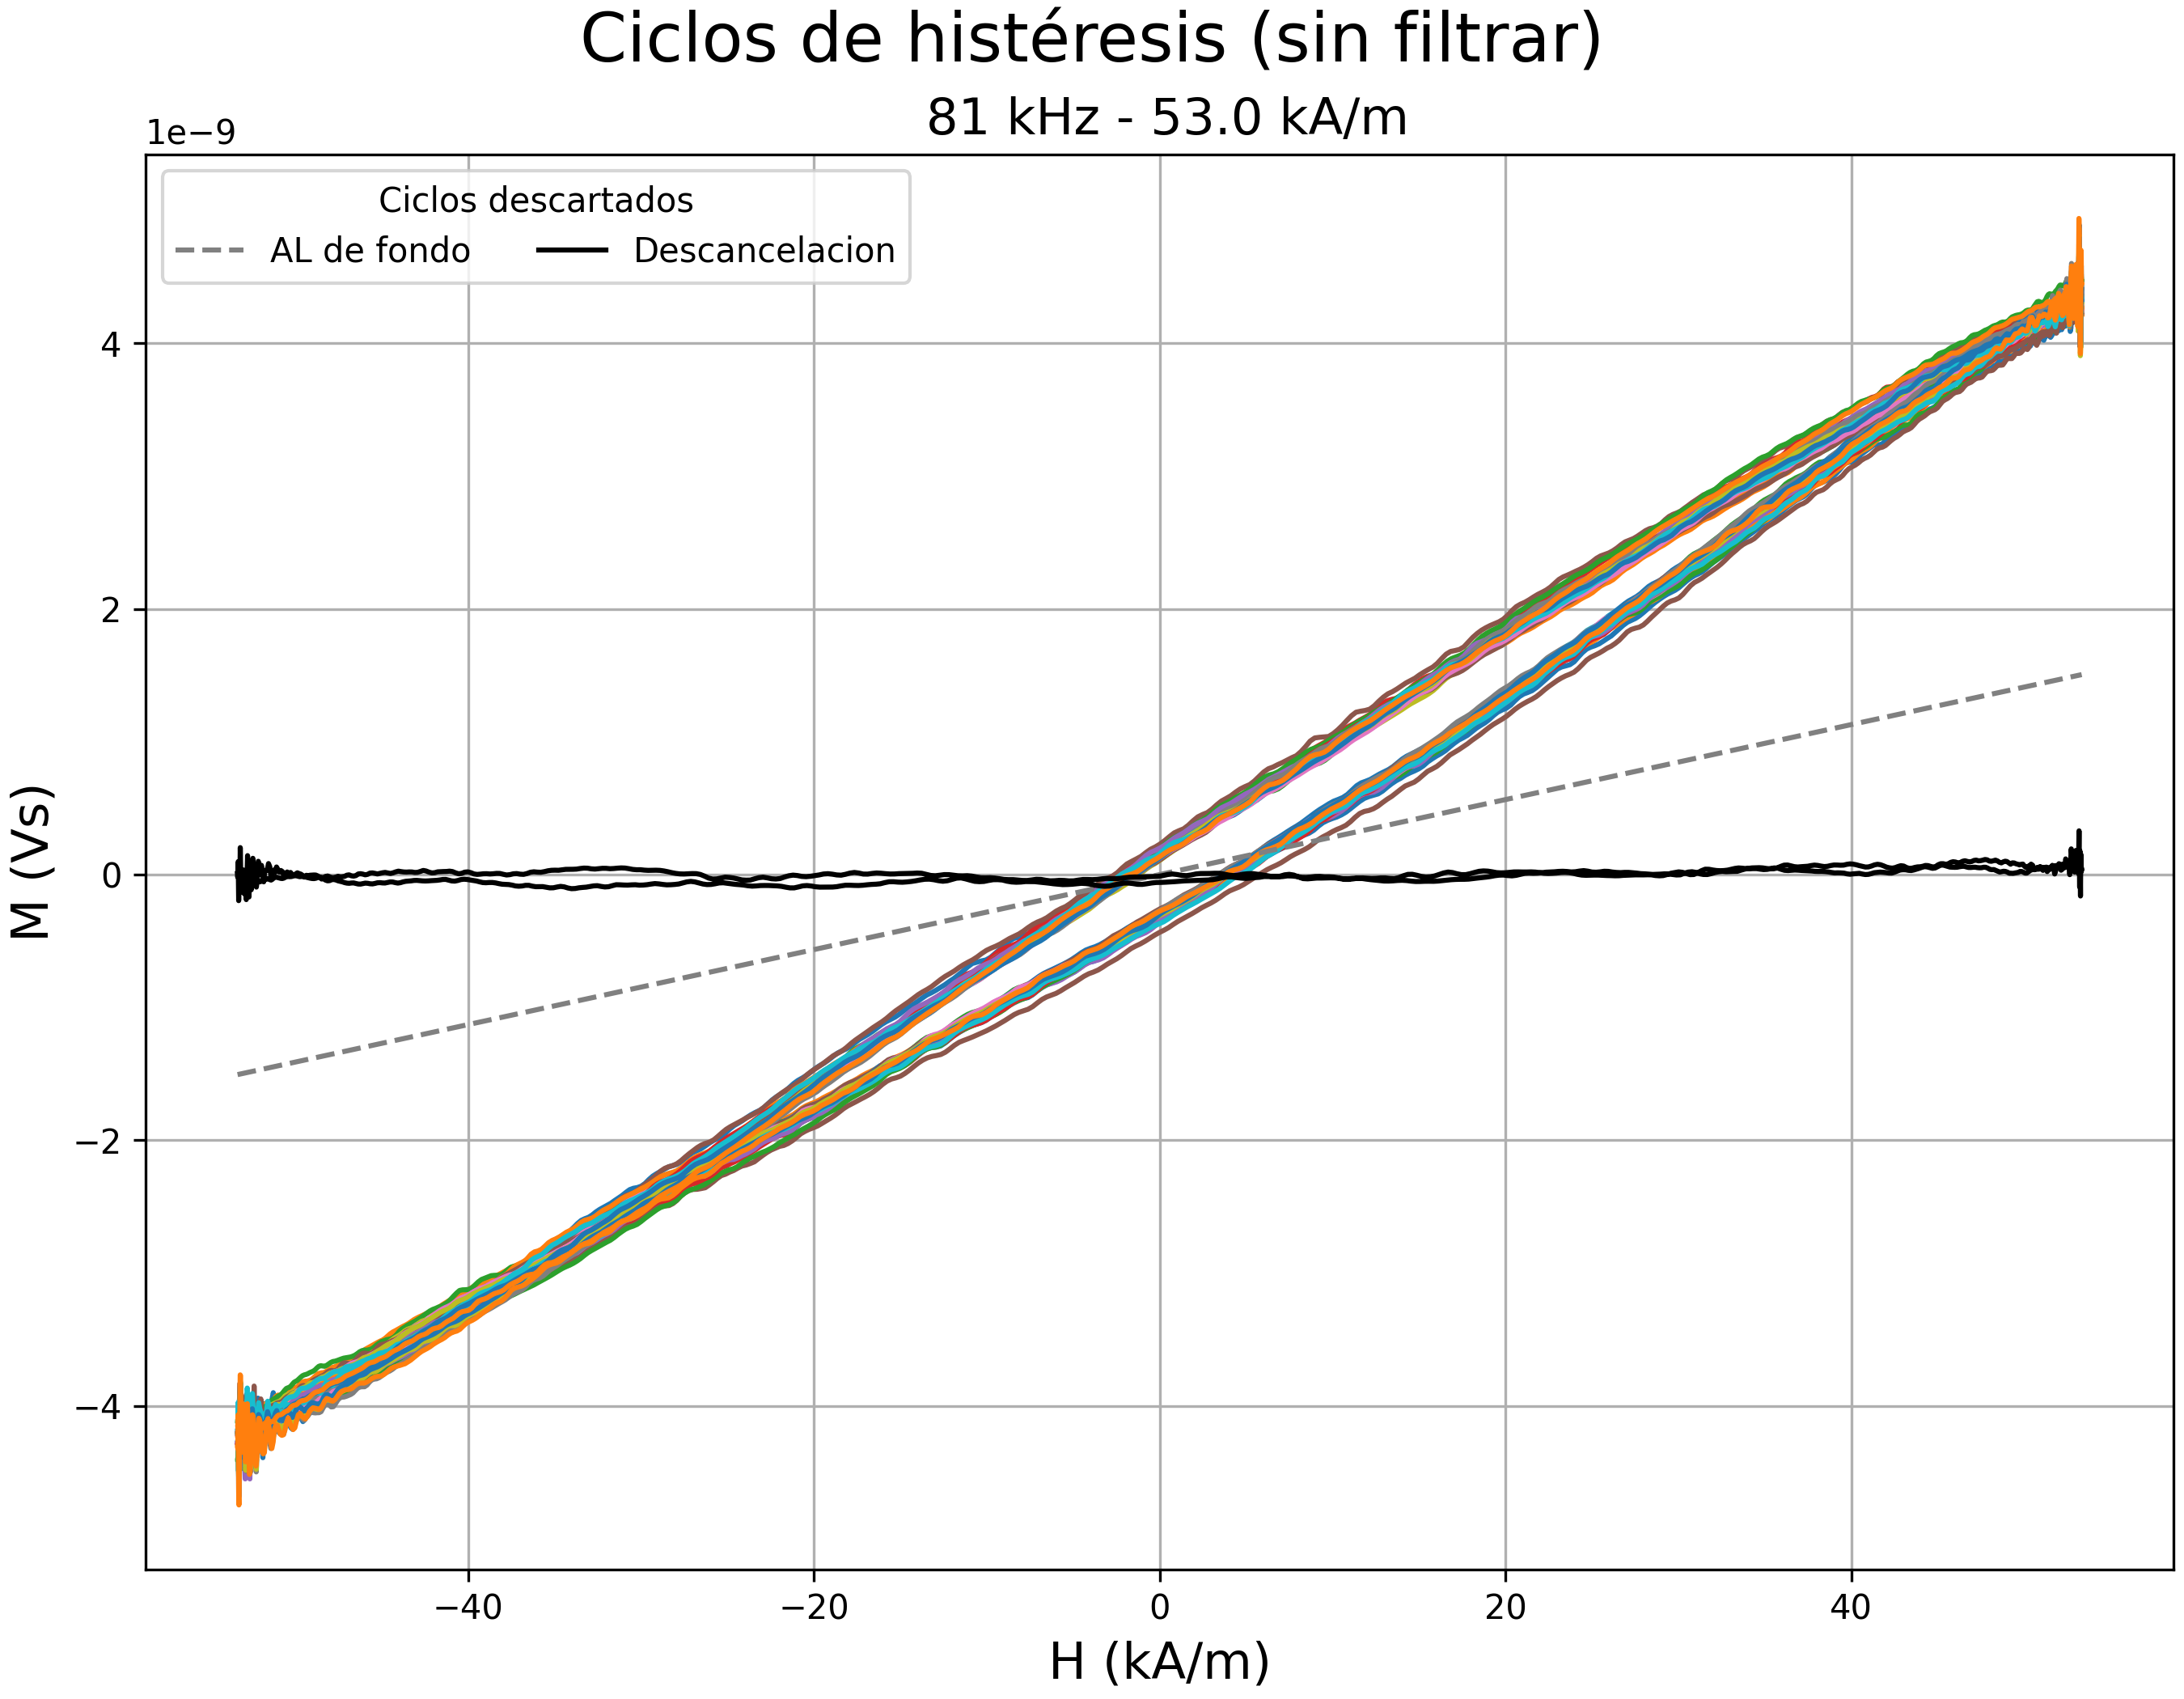 Ciclos de histéresis (sin filtrar)
81 kHz - 53.0 kA/m
1e−9
Ciclos descartados
AL de fondo
Descancelacion
4
2
0
−2
−4
M (Vs)
−40
−20
0
20
40
H (kA/m)